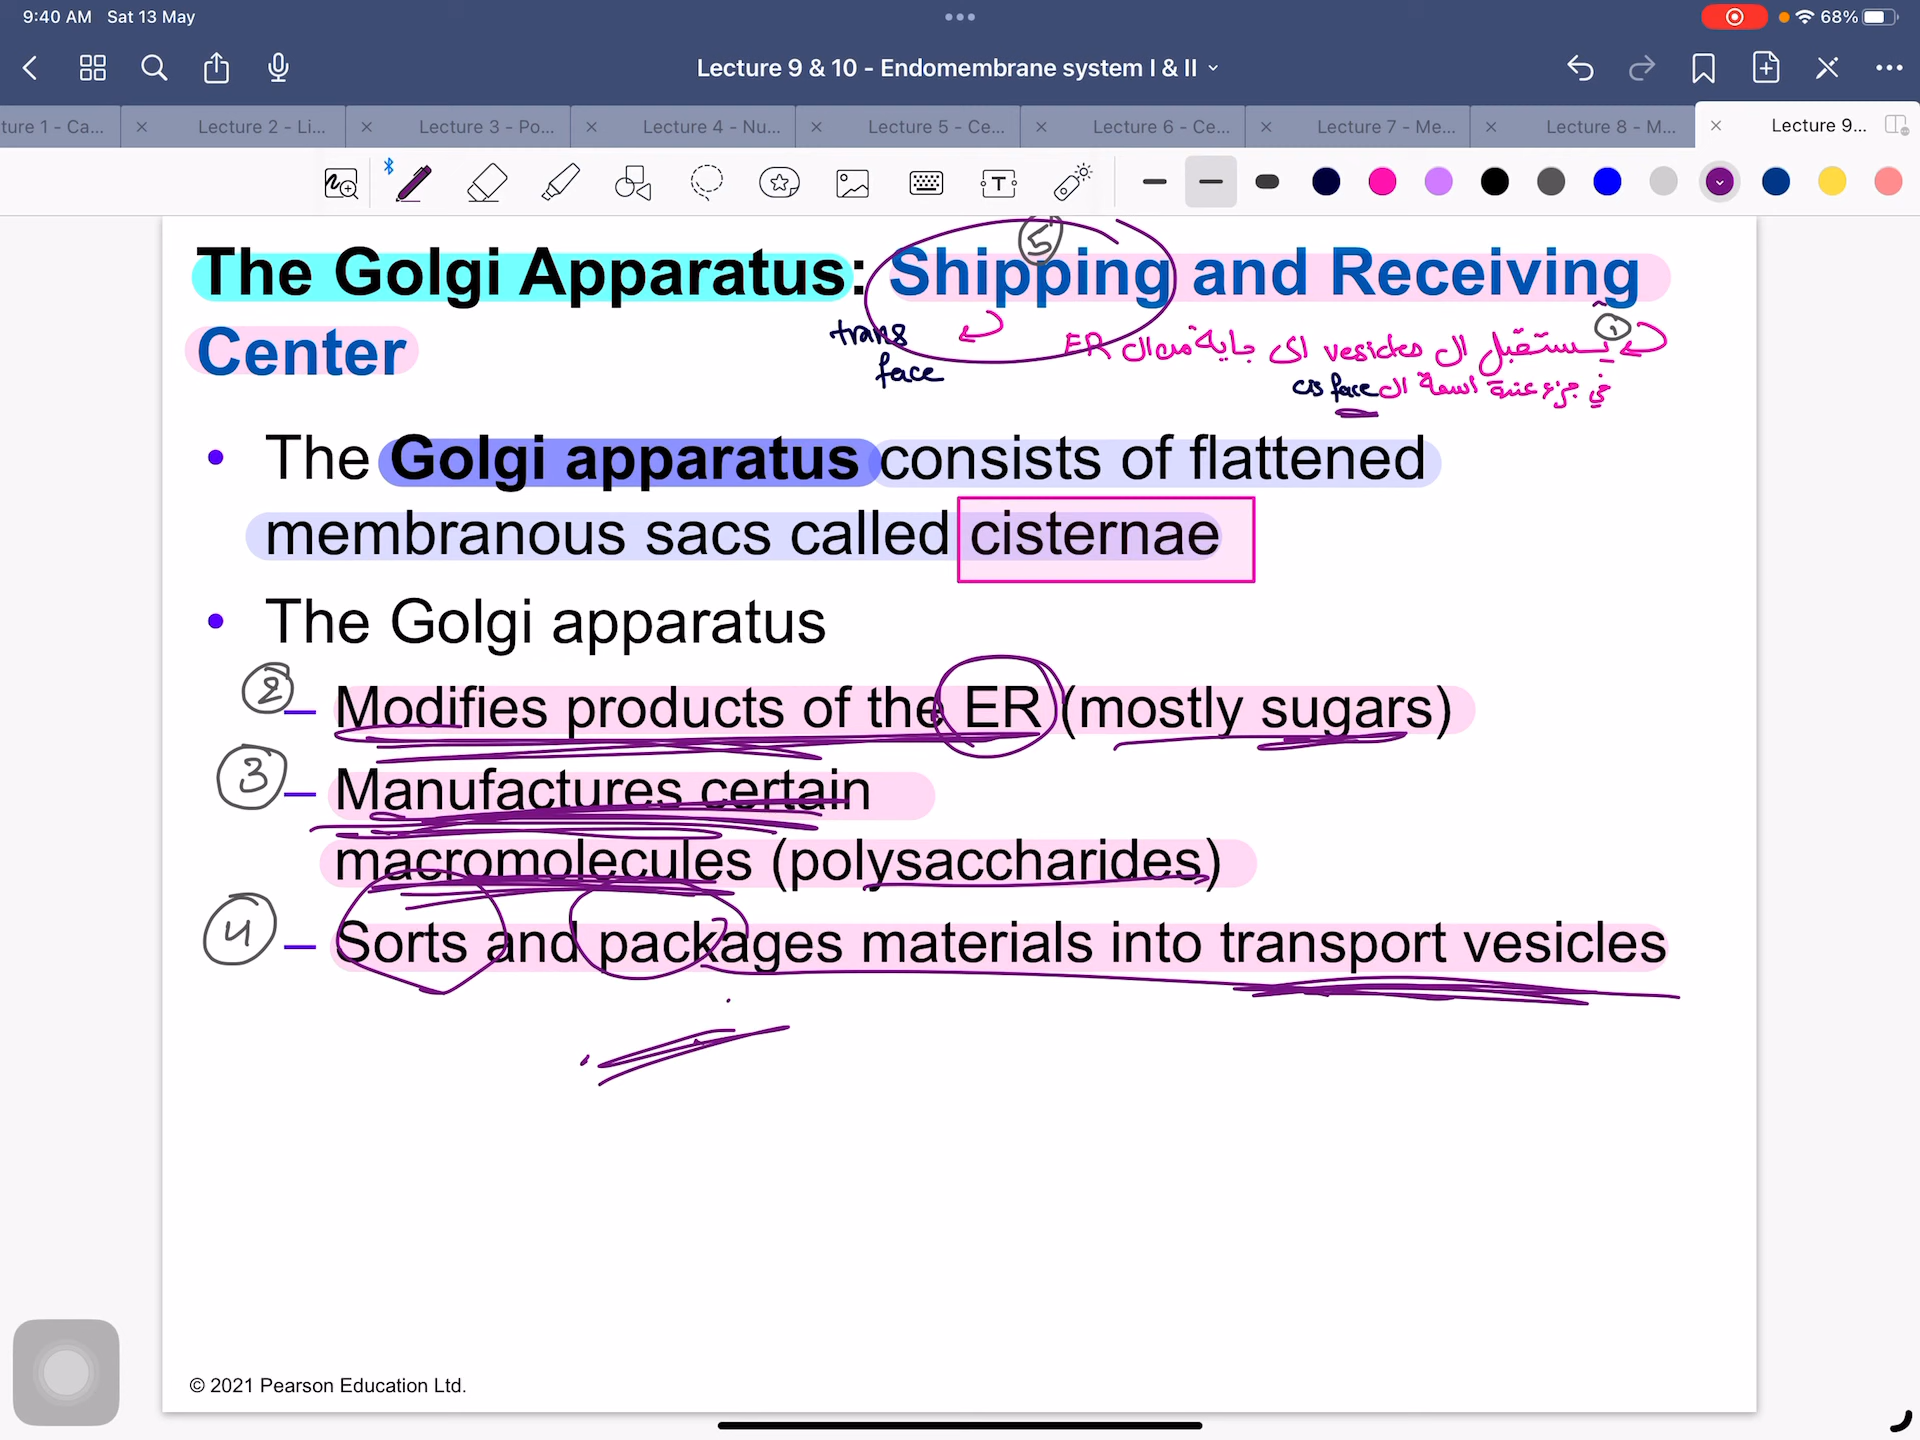 9:40 AM Sat 13 May
68%
Lecture 9 & 10 - Endomembrane system I & II
ture 1 - Ca... Lecture 2 - Li... Lecture 3 - Po... Lecture 4 - Nu... Lecture 5 - Ce... Lecture 6 - Ce... Lecture 7 - Me... Lecture 8 - M... Lecture 9...
T
5
The Golgi Apparatus: Shipping and Receiving
Center
trans
face
1
يستقبل ال vesicles الى جاية من ال ER
في جزء عنده اسمة ال cis face
• The Golgi apparatus consists of flattened
membranous sacs called cisternae
• The Golgi apparatus
2 – Modifies products of the ER (mostly sugars)
3 – Manufactures certain
macromolecules (polysaccharides)
4 – Sorts and packages materials into transport vesicles
© 2021 Pearson Education Ltd.